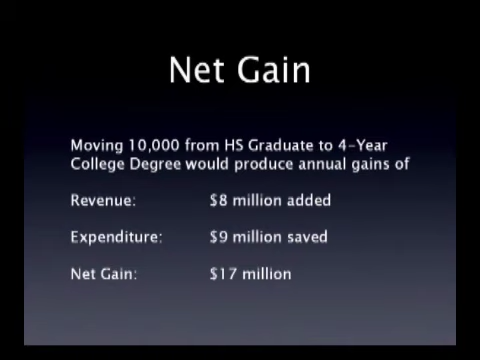 Net Gain
Moving 10,000 from HS Graduate to 4-Year
College Degree would produce annual gains of
Revenue: $8 million added
Expenditure: $9 million saved
Net Gain: $17 million